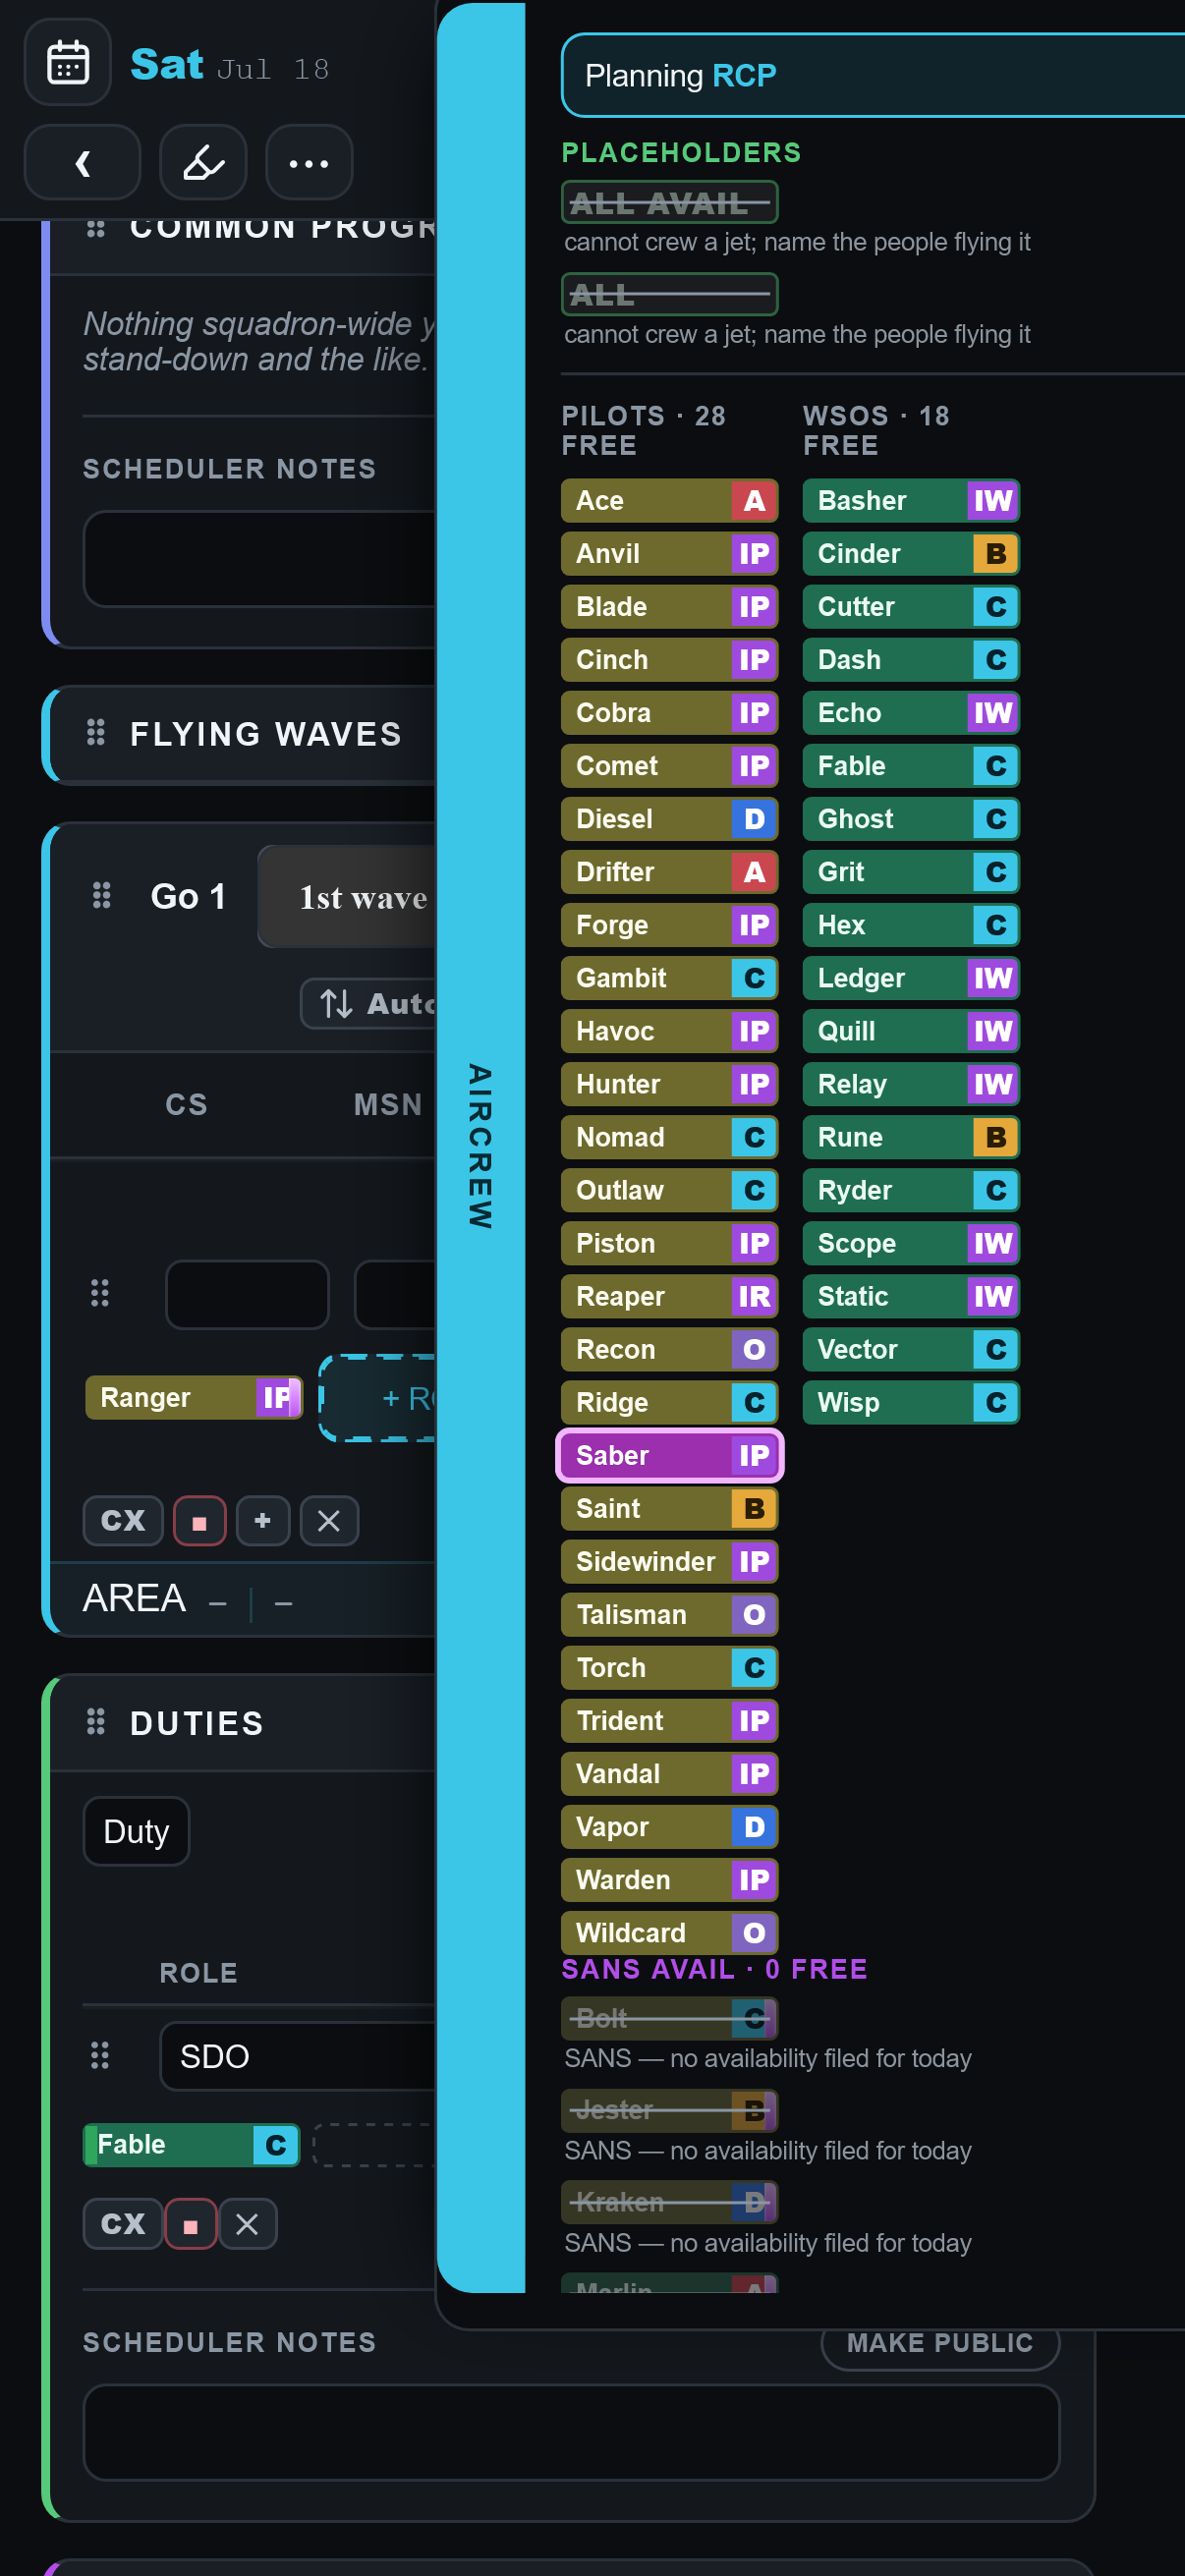 Sat Jul 18
COMMON PROGR
Nothing squadron-wide y
stand-down and the like.
SCHEDULER NOTES
FLYING WAVES
Go 1 1st wave
Auto
CS MSN
Ranger IP + RC
CX + ×
AREA – | –
DUTIES
Duty
ROLE
SDO
Fable C
CX ×
SCHEDULER NOTES
MAKE PUBLIC
AIRCREW
Planning RCP
PLACEHOLDERS
ALL AVAIL
cannot crew a jet; name the people flying it
ALL
cannot crew a jet; name the people flying it
PILOTS · 28
FREE
Ace A
Anvil IP
Blade IP
Cinch IP
Cobra IP
Comet IP
Diesel D
Drifter A
Forge IP
Gambit C
Havoc IP
Hunter IP
Nomad C
Outlaw C
Piston IP
Reaper IR
Recon O
Ridge C
Saber IP
Saint B
Sidewinder IP
Talisman O
Torch C
Trident IP
Vandal IP
Vapor D
Warden IP
Wildcard O
WSOS · 18
FREE
Basher IW
Cinder B
Cutter C
Dash C
Echo IW
Fable C
Ghost C
Grit C
Hex C
Ledger IW
Quill IW
Relay IW
Rune B
Ryder C
Scope IW
Static IW
Vector C
Wisp C
SANS AVAIL · 0 FREE
Bolt C
SANS — no availability filed for today
Jester B
SANS — no availability filed for today
Kraken D
SANS — no availability filed for today
Marlin A